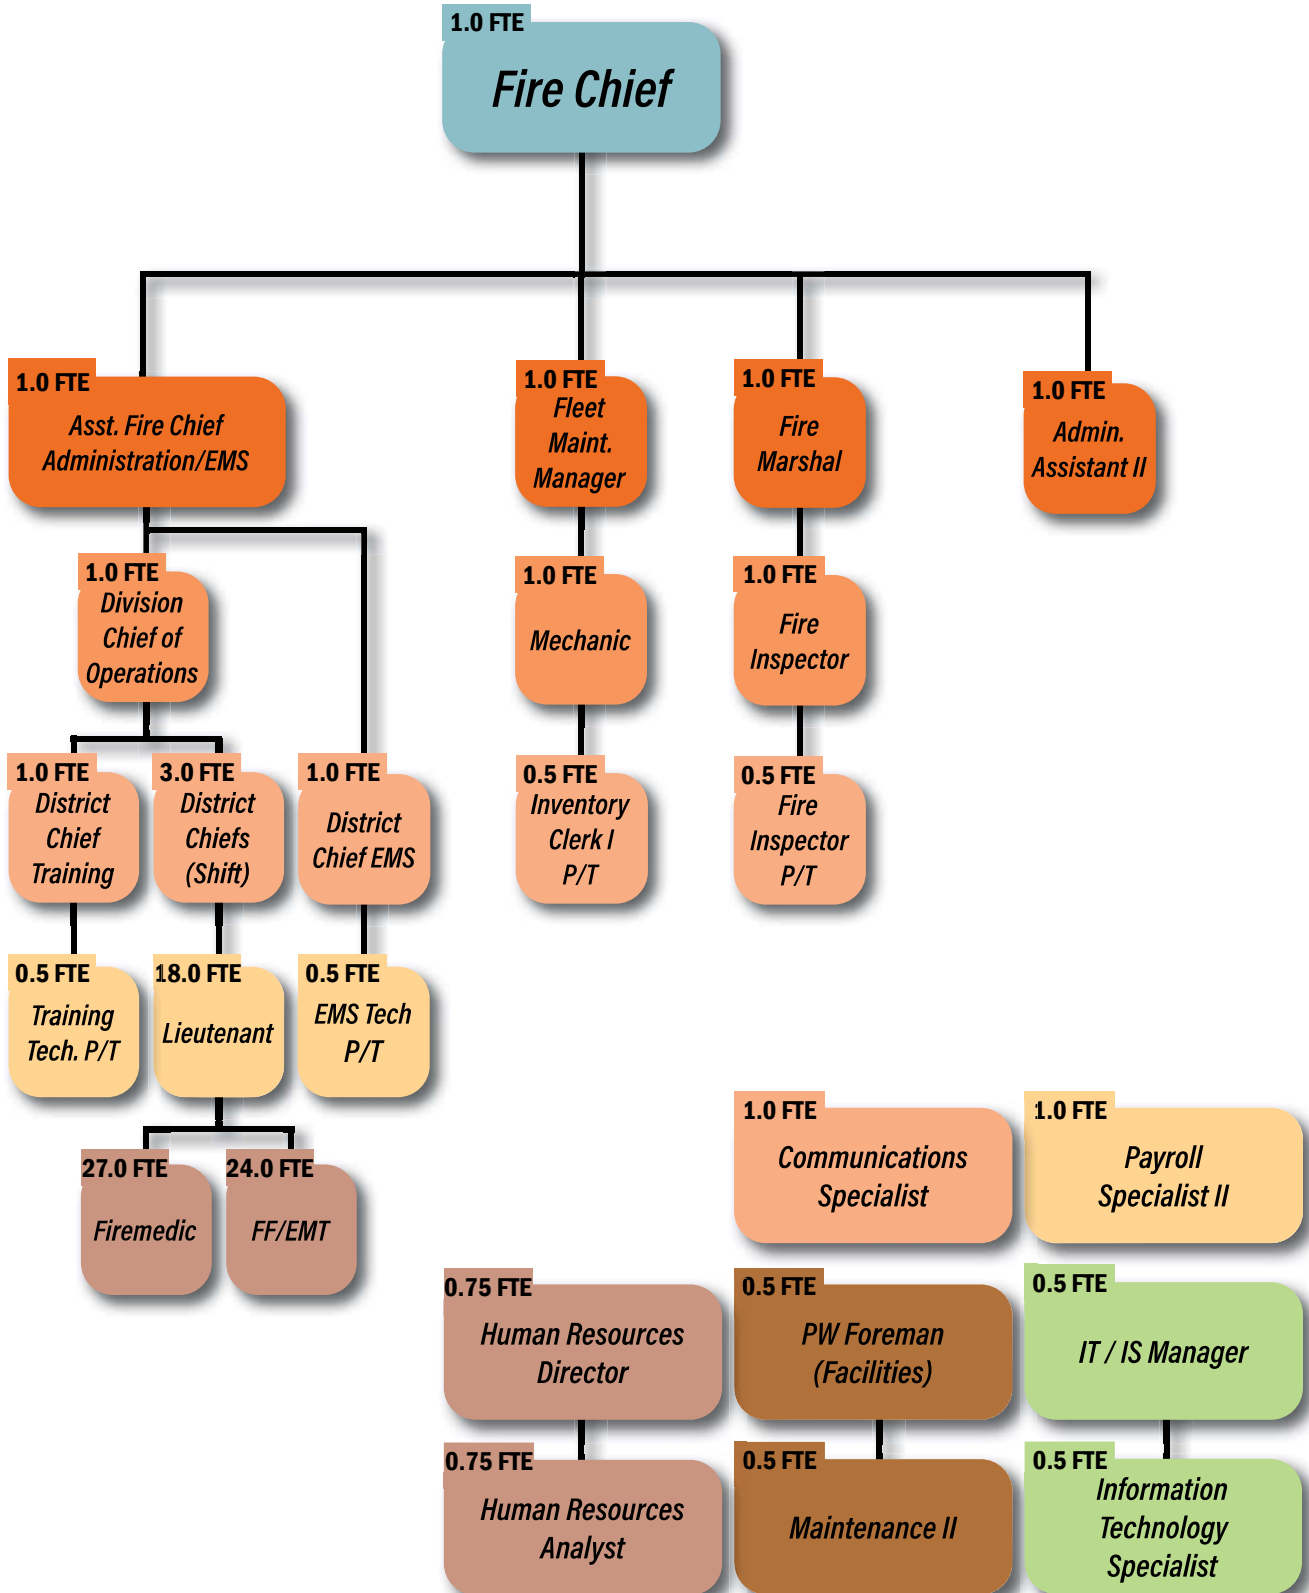 1.0 FTE
Fire Chief
1.0 FTE
Asst. Fire Chief
Administration/EMS
1.0 FTE
Fleet
Maint.
Manager
1.0 FTE
Fire
Marshal
1.0 FTE
Admin.
Assistant II
1.0 FTE
Division
Chief of
Operations
1.0 FTE
Mechanic
1.0 FTE
Fire
Inspector
1.0 FTE
District
Chief
Training
3.0 FTE
District
Chiefs
(Shift)
1.0 FTE
District
Chief EMS
0.5 FTE
Inventory
Clerk I
P/T
0.5 FTE
Fire
Inspector
P/T
0.5 FTE
Training
Tech. P/T
18.0 FTE
Lieutenant
0.5 FTE
EMS Tech
P/T
27.0 FTE
Firemedic
24.0 FTE
FF/EMT
1.0 FTE
Communications
Specialist
1.0 FTE
Payroll
Specialist II
0.75 FTE
Human Resources
Director
0.5 FTE
PW Foreman
(Facilities)
0.5 FTE
IT / IS Manager
0.75 FTE
Human Resources
Analyst
0.5 FTE
Maintenance II
0.5 FTE
Information
Technology
Specialist